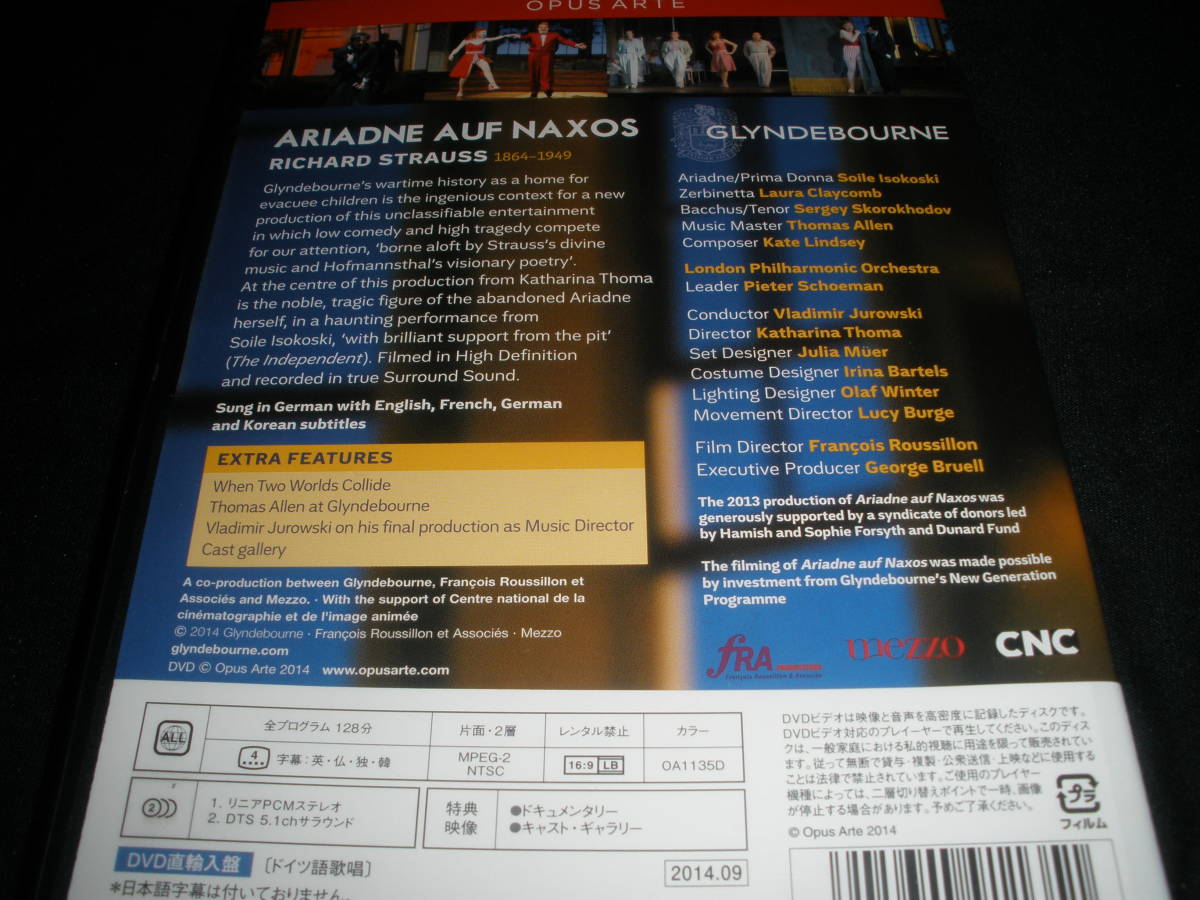 OPUS ARTE
ARIADNE AUF NAXOS
RICHARD STRAUSS 1864–1949
Glyndebourne's wartime history as a home for
evacuee children is the ingenious context for a new
production of this unclassifiable entertainment
in which low comedy and high tragedy compete
for our attention, 'borne aloft by Strauss's divine
music and Hofmannsthal's visionary poetry'.
At the centre of this production from Katharina Thoma
is the noble, tragic figure of the abandoned Ariadne
herself, in a haunting performance from
Soile Isokoski, 'with brilliant support from the pit'
(The Independent). Filmed in High Definition
and recorded in true Surround Sound.
Sung in German with English, French, German
and Korean subtitles
EXTRA FEATURES
When Two Worlds Collide
Thomas Allen at Glyndebourne
Vladimir Jurowski on his final production as Music Director
Cast gallery
A co-production between Glyndebourne, François Roussillon et
Associés and Mezzo. · With the support of Centre national de la
cinématographie et de l'image animée
© 2014 Glyndebourne · François Roussillon et Associés · Mezzo
glyndebourne.com
DVD © Opus Arte 2014 www.opusarte.com
GLYNDEBOURNE
Ariadne/Prima Donna Soile Isokoski
Zerbinetta Laura Claycomb
Bacchus/Tenor Sergey Skorokhodov
Music Master Thomas Allen
Composer Kate Lindsey
London Philharmonic Orchestra
Leader Pieter Schoeman
Conductor Vladimir Jurowski
Director Katharina Thoma
Set Designer Julia Müer
Costume Designer Irina Bartels
Lighting Designer Olaf Winter
Movement Director Lucy Burge
Film Director François Roussillon
Executive Producer George Bruell
The 2013 production of Ariadne auf Naxos was
generously supported by a syndicate of donors led
by Hamish and Sophie Forsyth and Dunard Fund
The filming of Ariadne auf Naxos was made possible
by investment from Glyndebourne's New Generation
Programme
fRA
François Roussillon & Associés
mezzo
CNC
ALL
全プログラム 128分
片面・2層
レンタル禁止
カラー
4 字幕：英・仏・独・韓
MPEG-2
NTSC
16:9 LB
OA1135D
2
1. リニアPCMステレオ
2. DTS 5.1chサラウンド
特典
映像
●ドキュメンタリー
●キャスト・ギャラリー
DVD直輸入盤 〔ドイツ語歌唱〕
*日本語字幕は付いておりません。
2014.09
DVDビデオは映像と音声を高密度に記録したディスクです。
DVDビデオ対応のプレイヤーで再生してください。このディス
クは、一般家庭における私的視聴に用途を限って販売されてい
ます。従って無断で貸与・複製・公衆送信・上映などに使用する
ことは法律で禁止されています。ご使用のプレイヤー
機種によっては、二層切り替えポイントで一時、画像
が停止する場合があります。予めご了承ください。
© Opus Arte 2014
プラ
フィルム